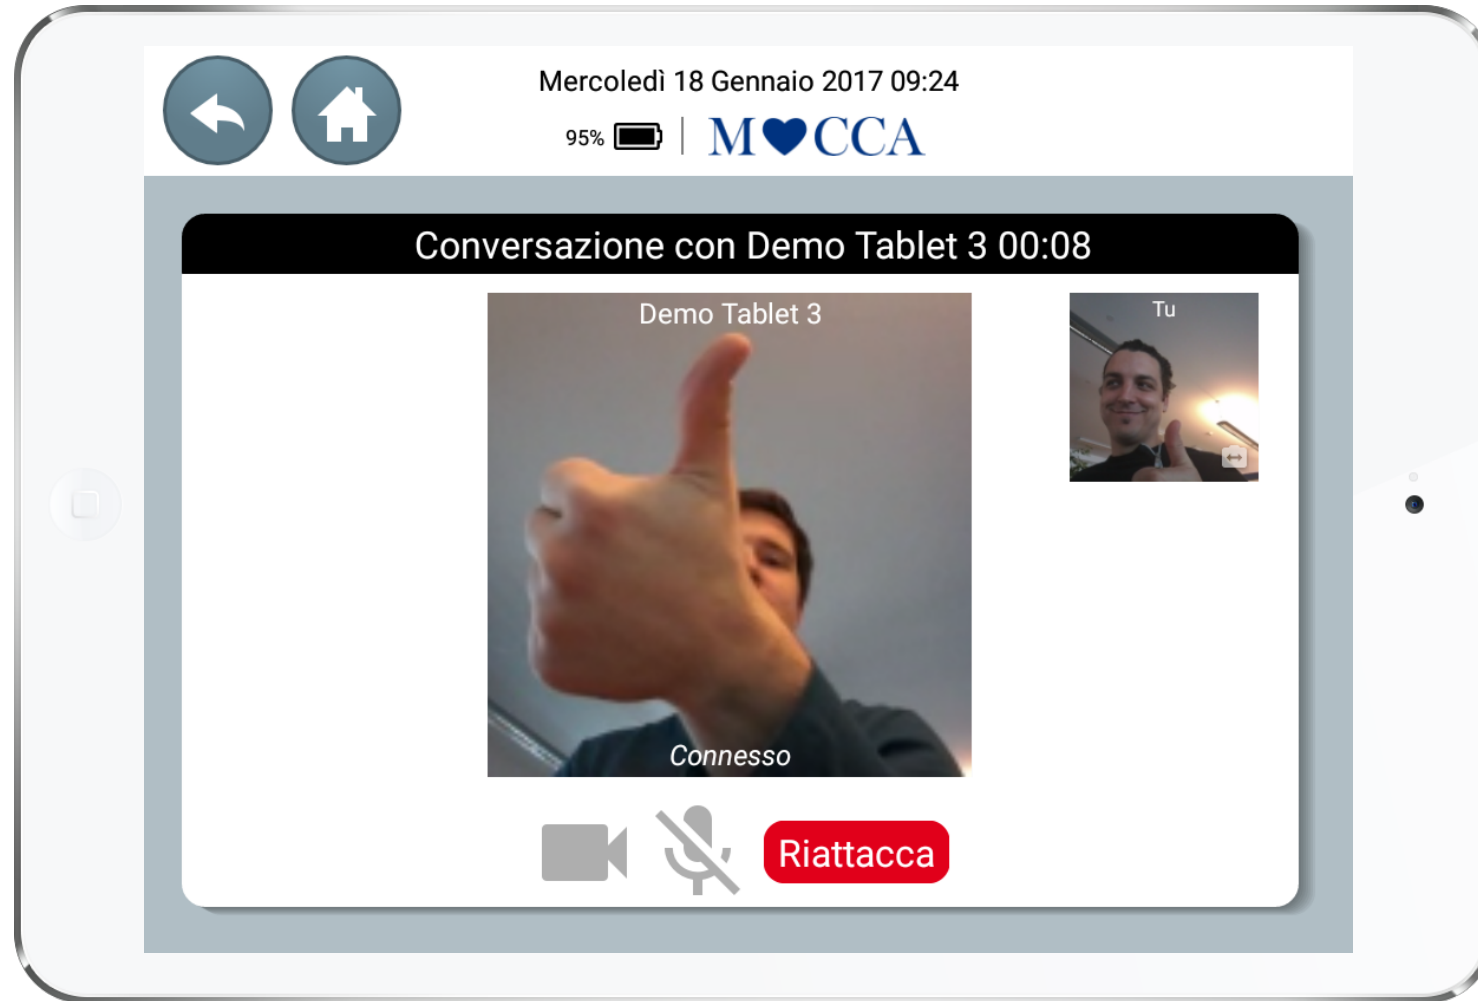 Mercoledì 18 Gennaio 2017 09:24
95% M♥CCA
Conversazione con Demo Tablet 3 00:08
Demo Tablet 3
Tu
Connesso
Riattacca